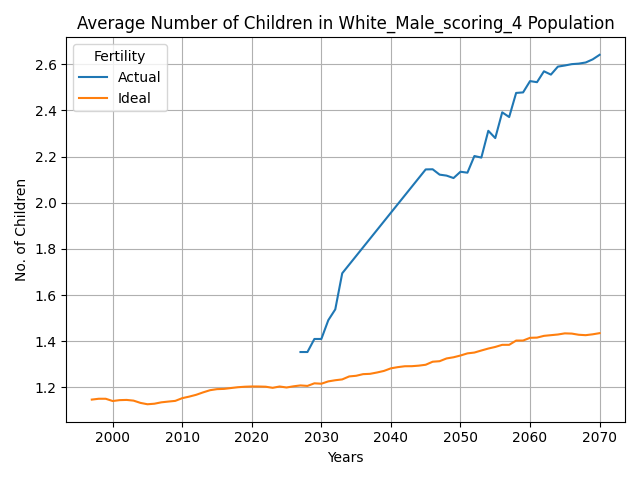 Average Number of Children in White_Male_scoring_4 Population
Fertility
Actual
Ideal
No. of Children
2.6
2.4
2.2
2.0
1.8
1.6
1.4
1.2
2000 2010 2020 2030 2040 2050 2060 2070
Years